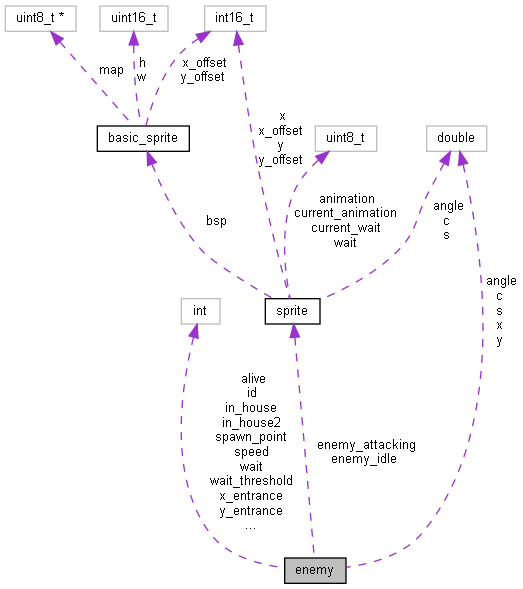 uint8_t *
uint16_t
int16_t
map
h
w
x_offset
y_offset
basic_sprite
x
x_offset
y
y_offset
uint8_t
double
bsp
animation
current_animation
current_wait
wait
angle
c
s
int
sprite
angle
c
s
x
y
alive
id
in_house
in_house2
spawn_point
speed
wait
wait_threshold
x_entrance
y_entrance
...
enemy_attacking
enemy_idle
enemy